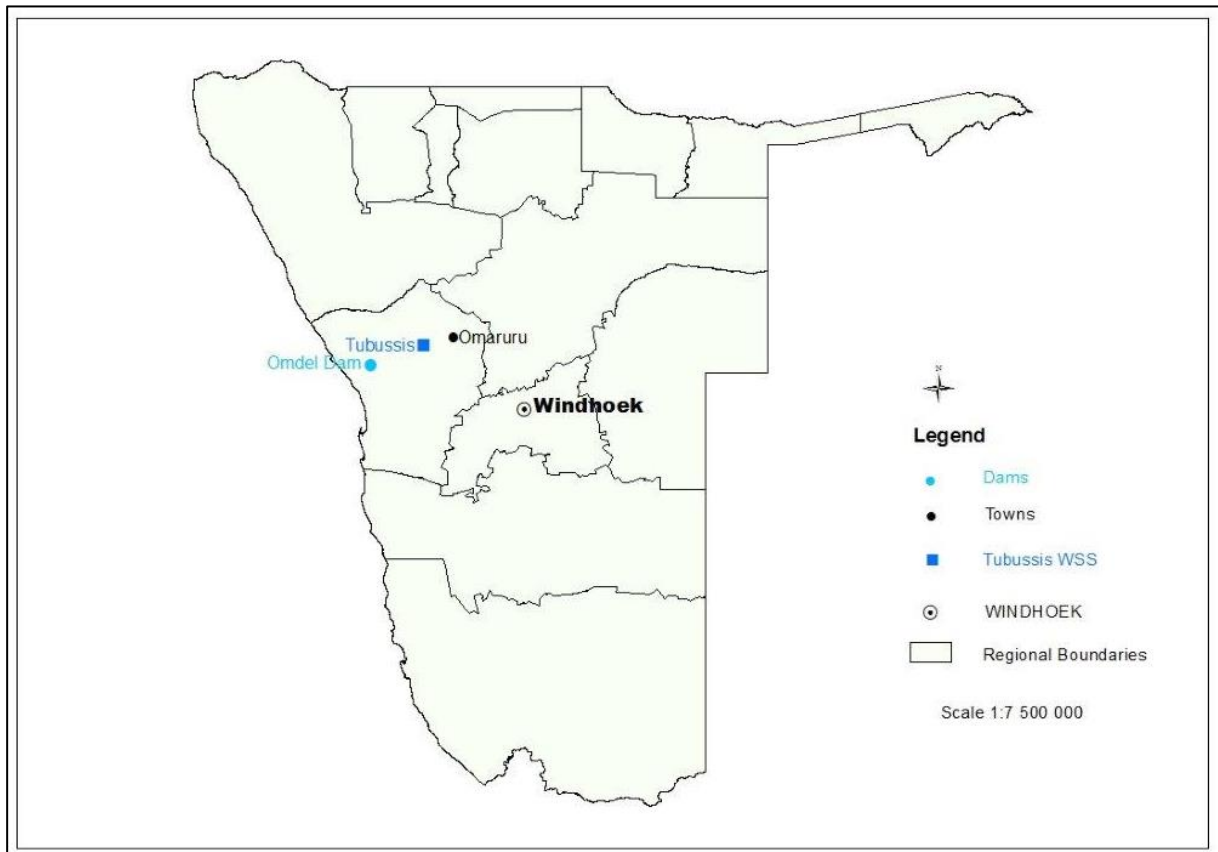 Tubussis
Omaruru
Omdel Dam
Windhoek
N
Legend
Dams
Towns
Tubussis WSS
WINDHOEK
Regional Boundaries
Scale 1:7 500 000